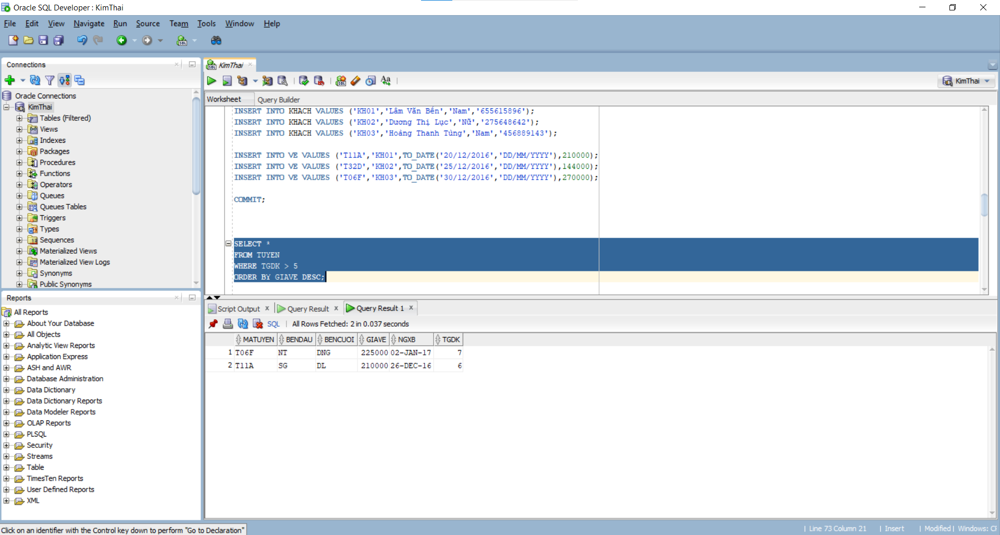 Oracle SQL Developer : KimThai
File Edit View Navigate Run Source Team Tools Window Help
Connections
Oracle Connections
KimThai
Tables (Filtered)
Views
Indexes
Packages
Procedures
Functions
Operators
Queues
Queues Tables
Triggers
Types
Sequences
Materialized Views
Materialized View Logs
Synonyms
Public Synonyms
Reports
All Reports
About Your Database
All Objects
Analytic View Reports
Application Express
ASH and AWR
Database Administration
Data Dictionary
Data Dictionary Reports
Data Modeler Reports
OLAP Reports
PLSQL
Security
Streams
Table
TimesTen Reports
User Defined Reports
XML
KimThai
KimThai
Worksheet Query Builder
INSERT INTO KHACH VALUES ('KH01','Lâm Văn Bền','Nam','655615896');
INSERT INTO KHACH VALUES ('KH02','Dương Thị Lục','Nữ','275648642');
INSERT INTO KHACH VALUES ('KH03','Hoàng Thanh Tùng','Nam','456889143');
INSERT INTO VE VALUES ('T11A','KH01',TO_DATE('20/12/2016','DD/MM/YYYY'),210000);
INSERT INTO VE VALUES ('T32D','KH02',TO_DATE('25/12/2016','DD/MM/YYYY'),144000);
INSERT INTO VE VALUES ('T06F','KH03',TO_DATE('30/12/2016','DD/MM/YYYY'),270000);
COMMIT;
SELECT *
FROM TUYEN
WHERE TGDK > 5
ORDER BY GIAVE DESC;
Script Output x Query Result x Query Result 1 x
SQL | All Rows Fetched: 2 in 0.037 seconds
MATUYEN BENDAU BENCUOI GIAVE NGXB TGDK
1 T06F NT DNG 225000 02-JAN-17 7
2 T11A SG DL 210000 26-DEC-16 6
Click on an identifier with the Control key down to perform "Go to Declaration"
| Line 73 Column 21 | Insert | Modified | Windows: CF